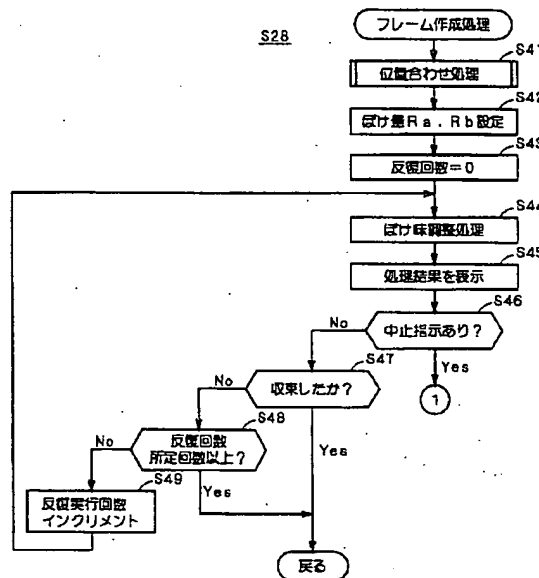 S28
フレーム作成処理
S41
位置合わせ処理
S42
ぼけ量Ra,Rb設定
S43
反復回数=0
S44
ぼけ味調整処理
S45
処理結果を表示
S46
中止指示あり?
No
Yes
1
S47
収束したか?
No
Yes
S48
反復回数
所定回数以上?
No
Yes
S49
反復実行回数
インクリメント
戻る